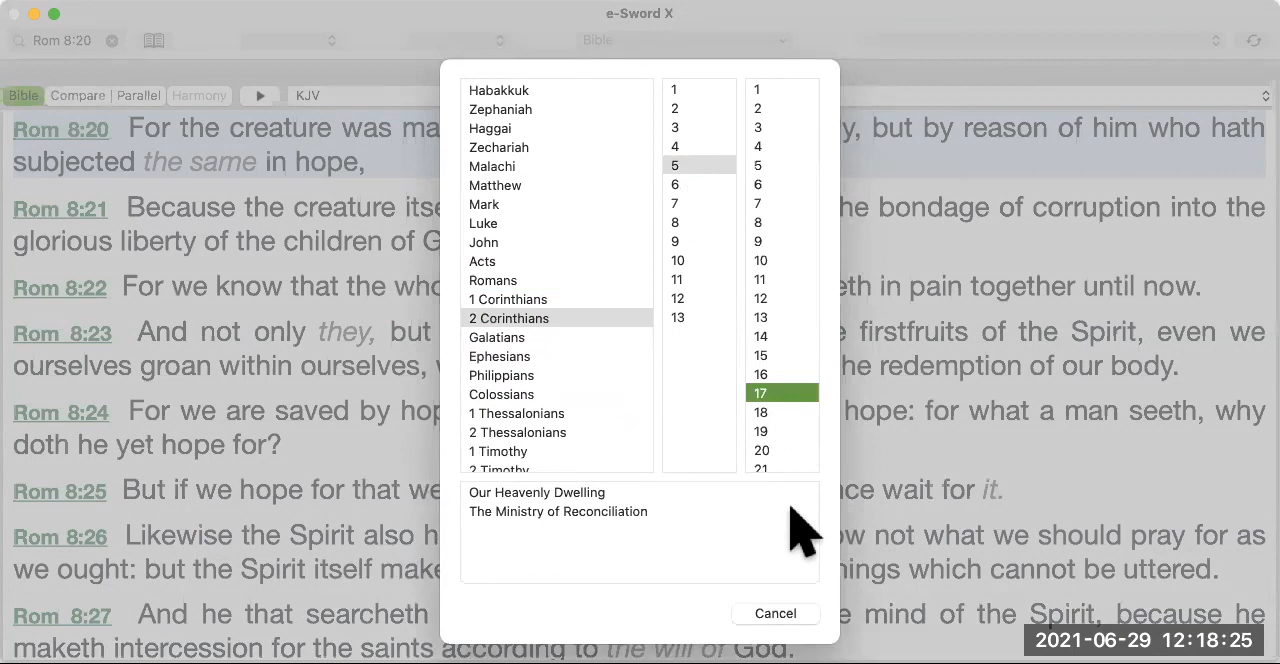 e-Sword X
Rom 8:20
Bible
Bible Compare Parallel Harmony KJV
Rom 8:20 For the creature was ma y, but by reason of him who hath
subjected the same in hope,
Rom 8:21 Because the creature itse he bondage of corruption into the
glorious liberty of the children of G
Rom 8:22 For we know that the who eth in pain together until now.
Rom 8:23 And not only they, but e firstfruits of the Spirit, even we
ourselves groan within ourselves, he redemption of our body.
Rom 8:24 For we are saved by hop hope: for what a man seeth, why
doth he yet hope for?
Rom 8:25 But if we hope for that we nce wait for it.
Rom 8:26 Likewise the Spirit also h ow not what we should pray for as
we ought: but the Spirit itself make nings which cannot be uttered.
Rom 8:27 And he that searcheth e mind of the Spirit, because he
maketh intercession for the saints according to the will of God.
Habakkuk 1 1
Zephaniah 2 2
Haggai 3 3
Zechariah 4 4
Malachi 5 5
Matthew 6 6
Mark 7 7
Luke 8 8
John 9 9
Acts 10 10
Romans 11 11
1 Corinthians 12 12
2 Corinthians 13 13
Galatians 14
Ephesians 15
Philippians 16
Colossians 17
1 Thessalonians 18
2 Thessalonians 19
1 Timothy 20
2 Timothy 21
Our Heavenly Dwelling
The Ministry of Reconciliation
Cancel
2021-06-29 12:18:25